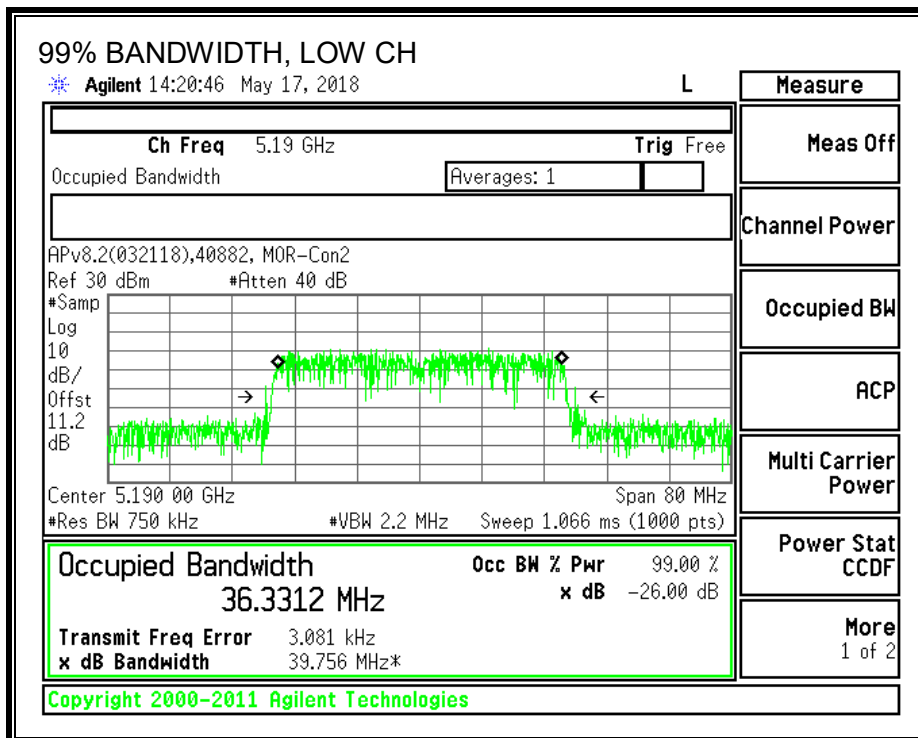 99% BANDWIDTH, LOW CH
Agilent 14:20:46 May 17, 2018 L
Measure
Ch Freq 5.19 GHz Trig Free
Meas Off
Occupied Bandwidth Averages: 1
Channel Power
APv8.2(032118),40882, MOR-Con2
Ref 30 dBm #Atten 40 dB
#Samp
Log
10
dB/
Offst
11.2
dB
Occupied BW
ACP
Center 5.190 00 GHz Span 80 MHz
#Res BW 750 kHz #VBW 2.2 MHz Sweep 1.066 ms (1000 pts)
Multi Carrier
Power
Occupied Bandwidth Occ BW % Pwr 99.00 %
36.3312 MHz x dB -26.00 dB
Transmit Freq Error 3.081 kHz
x dB Bandwidth 39.756 MHz*
Power Stat
CCDF
More
1 of 2
Copyright 2000-2011 Agilent Technologies